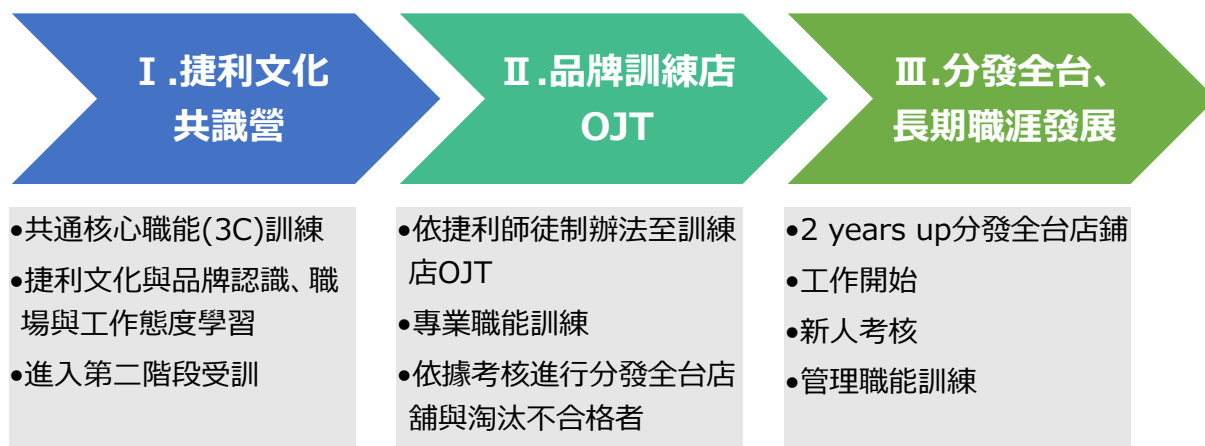 Ⅰ.捷利文化
共識營
•共通核心職能(3C)訓練
•捷利文化與品牌認識、職
場與工作態度學習
•進入第二階段受訓
Ⅱ.品牌訓練店
OJT
•依捷利師徒制辦法至訓練
店OJT
•專業職能訓練
•依據考核進行分發全台店
舖與淘汰不合格者
Ⅲ.分發全台、
長期職涯發展
•2 years up分發全台店鋪
•工作開始
•新人考核
•管理職能訓練